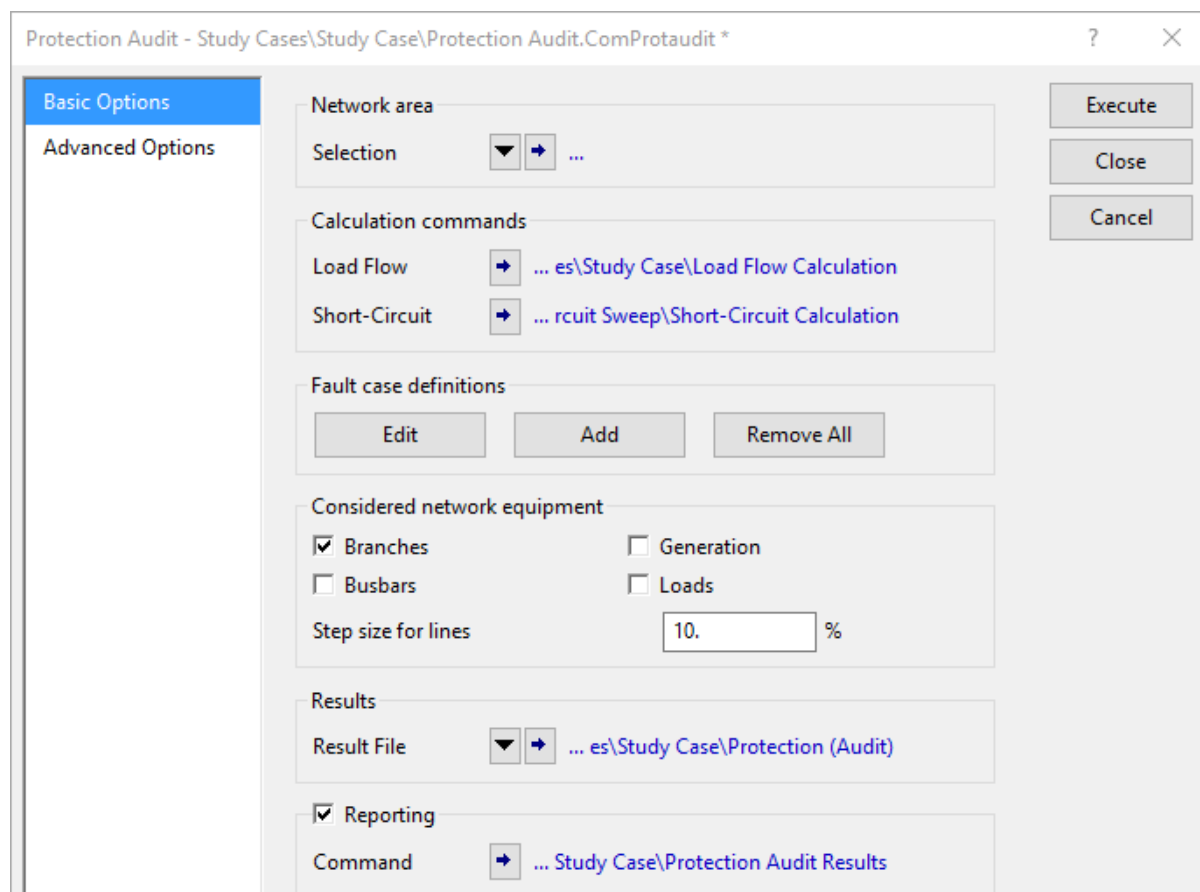 Protection Audit - Study Cases\Study Case\Protection Audit.ComProtaudit *
?
Basic Options
Advanced Options
Network area
Selection
...
Calculation commands
Load Flow
... es\Study Case\Load Flow Calculation
Short-Circuit
... rcuit Sweep\Short-Circuit Calculation
Fault case definitions
Edit
Add
Remove All
Considered network equipment
Branches
Generation
Busbars
Loads
Step size for lines
10.
%
Results
Result File
... es\Study Case\Protection (Audit)
Reporting
Command
... Study Case\Protection Audit Results
Execute
Close
Cancel